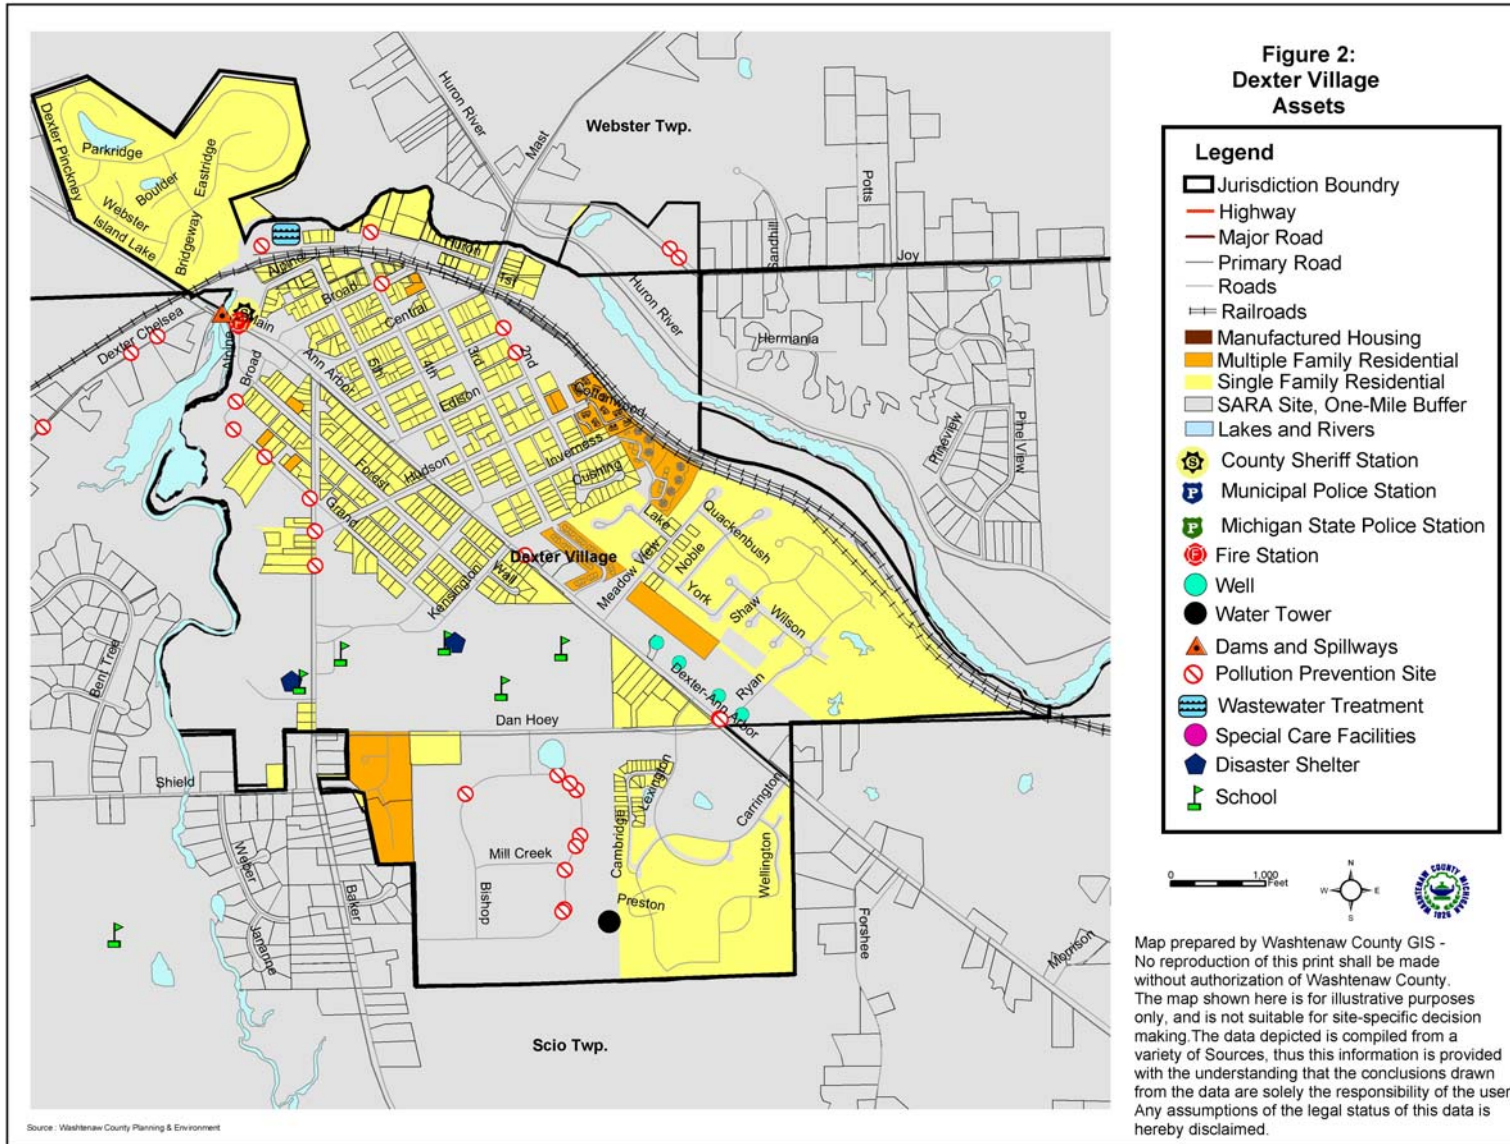 Figure 2:
Dexter Village
Assets
Legend
Jurisdiction Boundry
Highway
Major Road
Primary Road
Roads
Railroads
Manufactured Housing
Multiple Family Residential
Single Family Residential
SARA Site, One-Mile Buffer
Lakes and Rivers
S County Sheriff Station
P Municipal Police Station
P Michigan State Police Station
F Fire Station
Well
Water Tower
Dams and Spillways
Pollution Prevention Site
Wastewater Treatment
Special Care Facilities
Disaster Shelter
School
0 1,000
Feet
N
W E
S
WASHTENAW COUNTY MICHIGAN
1826
Map prepared by Washtenaw County GIS -
No reproduction of this print shall be made
without authorization of Washtenaw County.
The map shown here is for illustrative purposes
only, and is not suitable for site-specific decision
making.The data depicted is compiled from a
variety of Sources, thus this information is provided
with the understanding that the conclusions drawn
from the data are solely the responsibility of the user
Any assumptions of the legal status of this data is
hereby disclaimed.
Webster Twp.
Huron River
Mast
Dexter Pinckney
Parkridge
Boulder
Eastridge
Webster
Island Lake
Bridgeway
Potts
Sandhill
Joy
Huron
1st
Alpine
Broad
Central
Huron River
Hermania
Main
Dexter Chelsea
Alpine
Broad
Ann Arbor
5th
4th
3rd
2nd
Edison
Cottonwood
Inverness
Cushing
Forest
Hudson
Grand
Pineview
Pine View
Quackenbush
Lake
Dexter Village
Meadow View
Noble
Wall
Kensington
York
Shaw
Wilson
Bent Tree
Dexter-Ann Arbor
Ryan
Dan Hoey
Shield
Lexington
Carrington
Cambridge
Mill Creek
Wellington
Weber
Baker
Bishop
Preston
Jananne
Forshee
Morrison
Scio Twp.
Source : Washtenaw County Planning & Environment